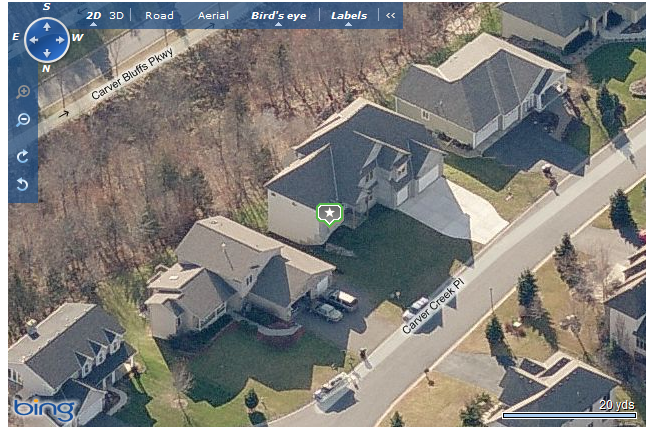 S
2D 3D Road Aerial Bird's eye Labels <<
E W
N
Carver Bluffs Pkwy
Carver Creek Pl
bing
20 yds